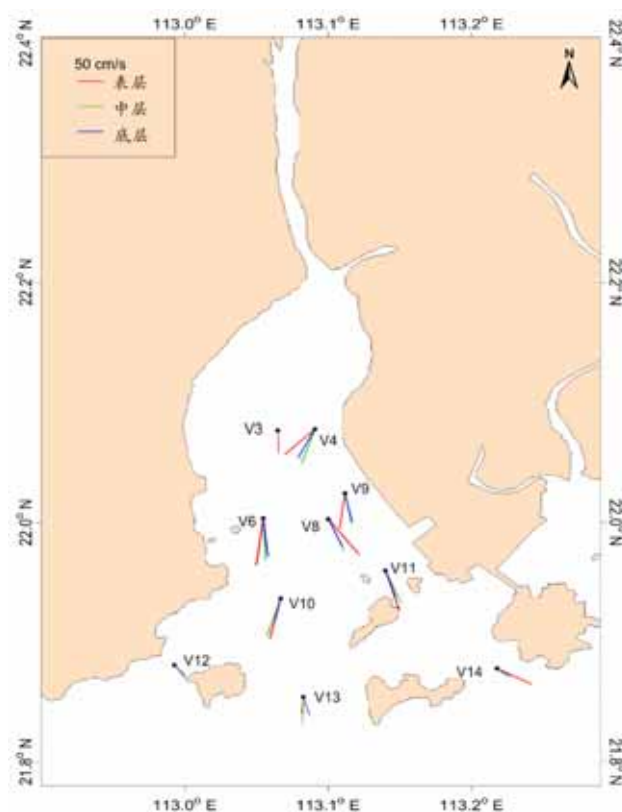 113.0° E
113.1° E
113.2° E
22.4° N
22.4° N
50 cm/s
表层
中层
底层
N
22.2° N
22.2° N
V3
V4
V9
V6
V8
22.0° N
22.0° N
V11
V10
V12
V14
V13
21.8° N
21.8° N
113.0° E
113.1° E
113.2° E